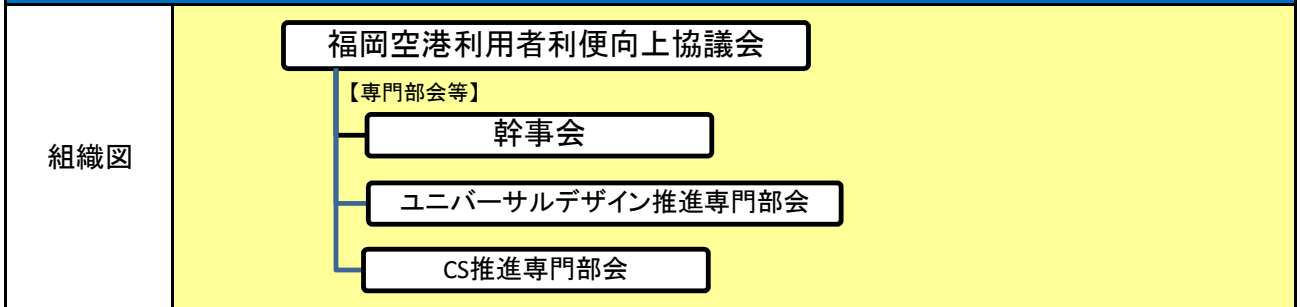 組織図
福岡空港利用者利便向上協議会
【専門部会等】
幹事会
ユニバーサルデザイン推進専門部会
CS推進専門部会